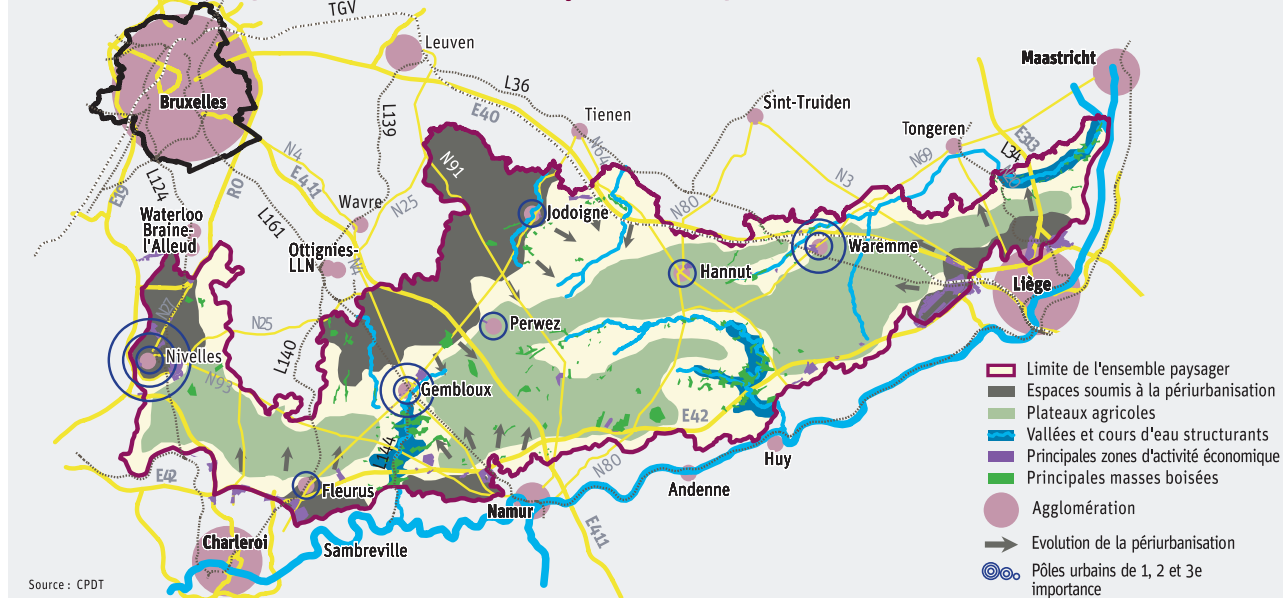 TGV
Leuven
Maastricht
Bruxelles
L36
E40
Tienen
Sint-Truiden
L139
N64
Tongeren
E313
L34
N4
E411
N91
N69
N3
E19
L124
R0
L161
Wavre
N25
N80
Waterloo
Braine-
l'Alleud
Jodoigne
Ottignies-
LLN
N4
Waremme
Hannut
Liège
N27
N25
Perwez
L140
Nivelles
N93
Gembloux
E42
L144
E42
Huy
N80
Fleurus
Andenne
Namur
E411
Charleroi
Sambreville
Limite de l'ensemble paysager
Espaces soumis à la périurbanisation
Plateaux agricoles
Vallées et cours d'eau structurants
Principales zones d'activité économique
Principales masses boisées
Agglomération
Evolution de la périurbanisation
Pôles urbains de 1, 2 et 3e
importance
Source : CPDT